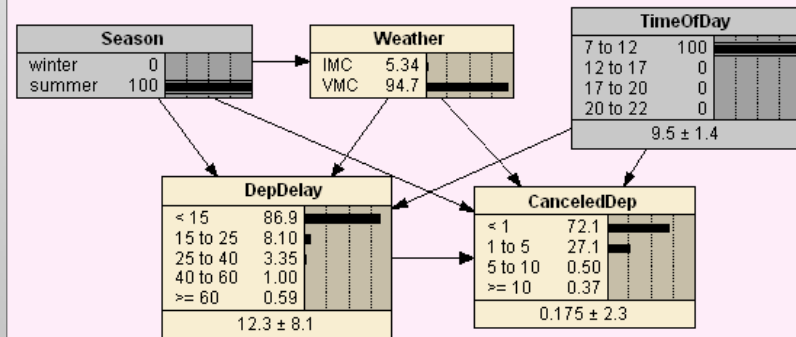 Season
winter 0
summer 100
Weather
IMC 5.34
VMC 94.7
TimeOfDay
7 to 12 100
12 to 17 0
17 to 20 0
20 to 22 0
9.5 ± 1.4
DepDelay
< 15 86.9
15 to 25 8.10
25 to 40 3.35
40 to 60 1.00
>= 60 0.59
12.3 ± 8.1
CanceledDep
< 1 72.1
1 to 5 27.1
5 to 10 0.50
>= 10 0.37
0.175 ± 2.3